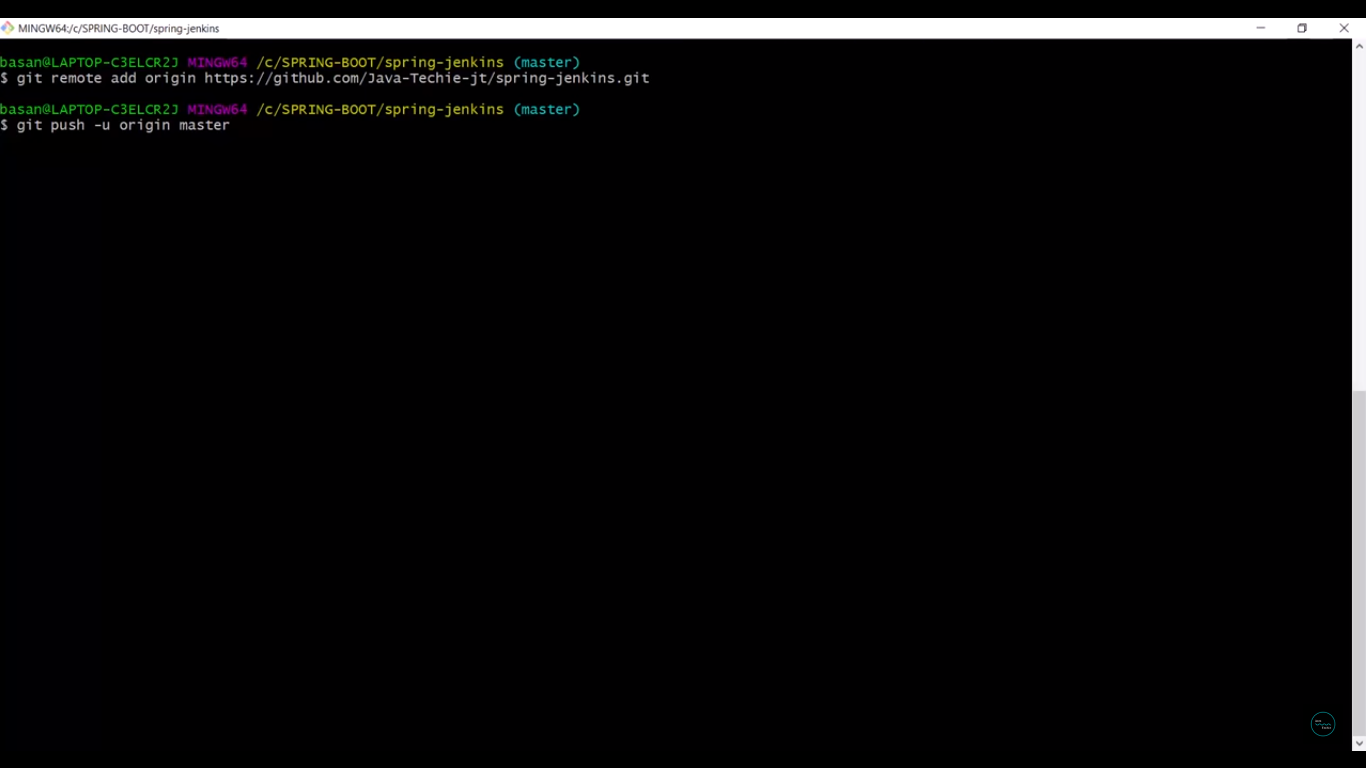 MINGW64:/c/SPRING-BOOT/spring-jenkins
basan@LAPTOP-C3ELCR2J MINGW64 /c/SPRING-BOOT/spring-jenkins (master)
$ git remote add origin https://github.com/Java-Techie-jt/spring-jenkins.git
basan@LAPTOP-C3ELCR2J MINGW64 /c/SPRING-BOOT/spring-jenkins (master)
$ git push -u origin master